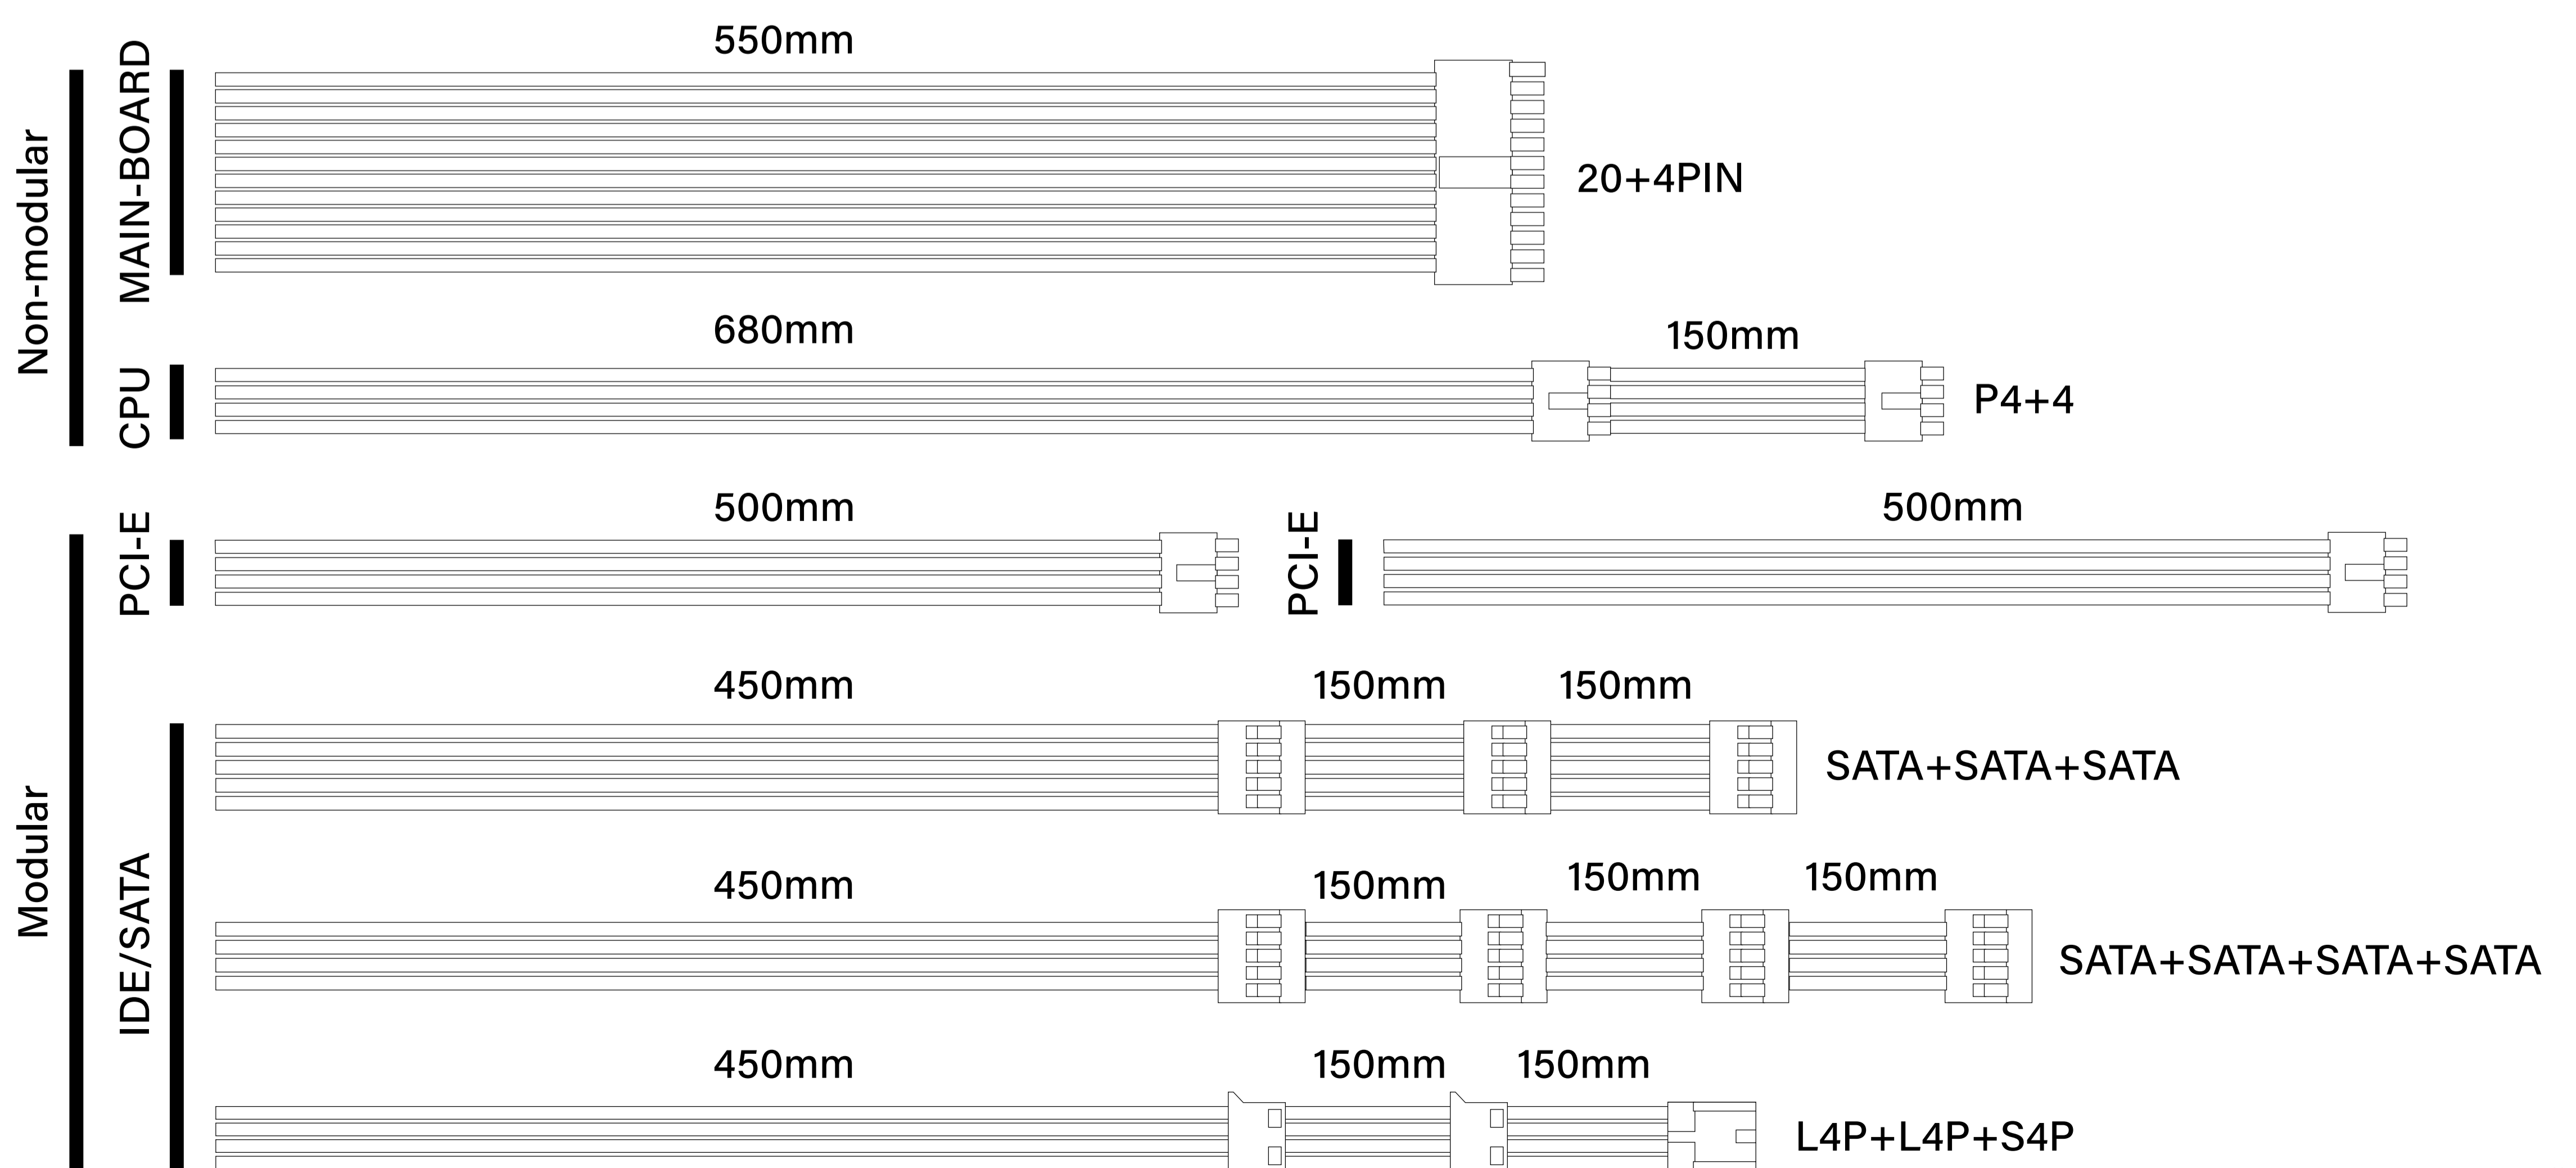 Non-modular
MAIN-BOARD
550mm
20+4PIN
CPU
680mm
150mm
P4+4
Modular
PCI-E
500mm
PCI-E
500mm
IDE/SATA
450mm
150mm
150mm
SATA+SATA+SATA
450mm
150mm
150mm
150mm
SATA+SATA+SATA+SATA
450mm
150mm
150mm
L4P+L4P+S4P